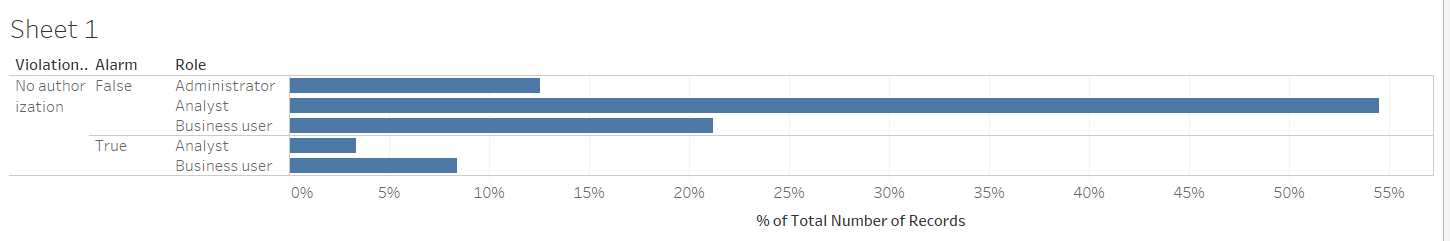 Sheet 1
Violation.. Alarm Role
No author False Administrator
ization Analyst
Business user
True Analyst
Business user
0% 5% 10% 15% 20% 25% 30% 35% 40% 45% 50% 55%
% of Total Number of Records